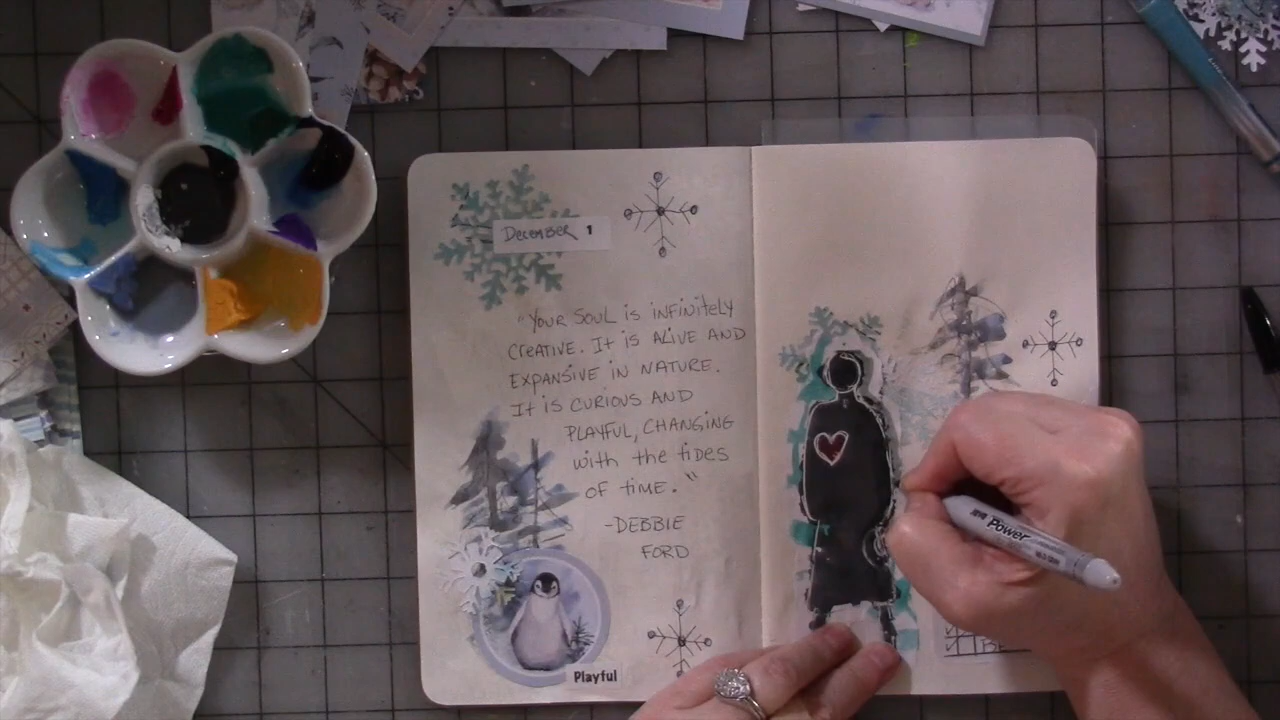 December 1
"YOUR SOUL is iNfiNitELY
CREATiVE. It is ALIVE AND
EXPANSIVE iN NATURE.
It is CURiOUS AND
PLAYFUL, CHANGiNG
with the tiDES
OF tiME."
-DEBBIE
FORD
Playful
Power
BE